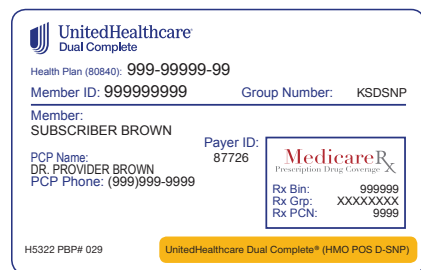 UnitedHealthcare®
Dual Complete
Health Plan (80840): 999-99999-99
Member ID: 999999999 Group Number: KSDSNP
Member:
SUBSCRIBER BROWN
Payer ID:
87726
PCP Name:
DR. PROVIDER BROWN
PCP Phone: (999)999-9999
MedicareRx
Prescription Drug Coverage
Rx Bin: 999999
Rx Grp: XXXXXXXX
Rx PCN: 9999
H5322 PBP# 029
UnitedHealthcare Dual Complete® (HMO POS D-SNP)